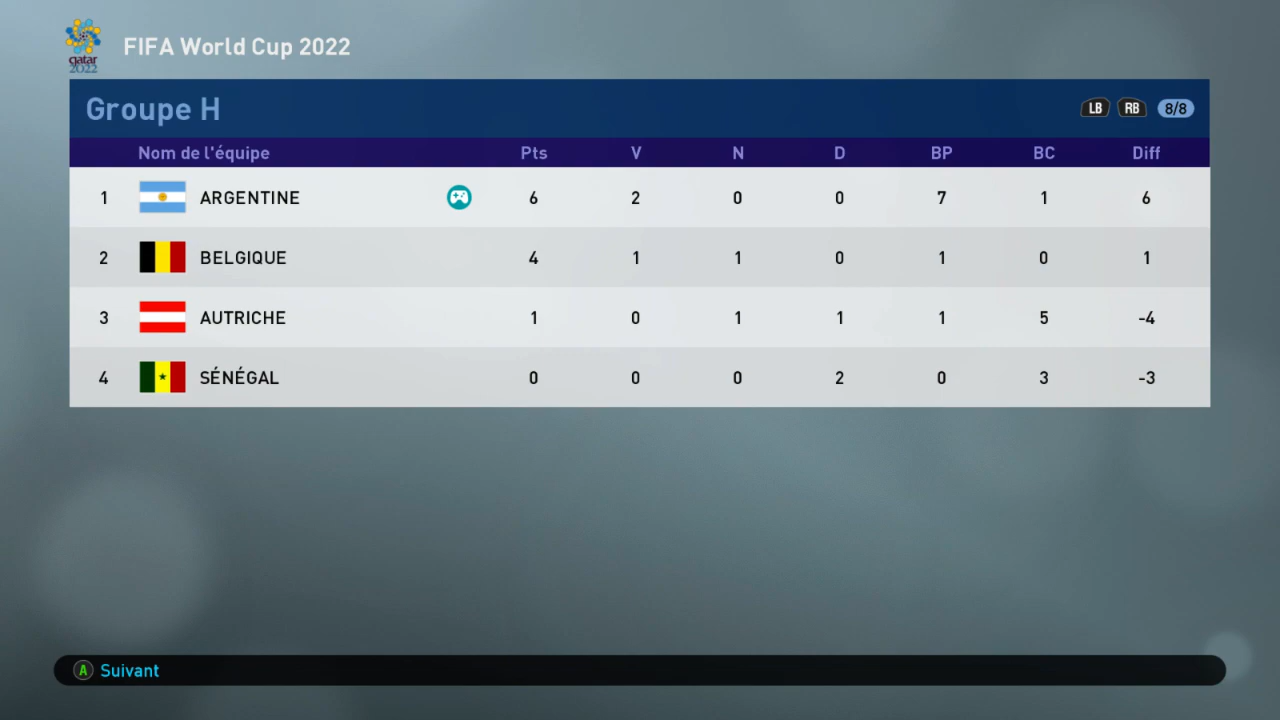 qatar
2022
FIFA World Cup 2022
Groupe H LB RB 8/8
Nom de l'équipe Pts V N D BP BC Diff
1 ARGENTINE 6 2 0 0 7 1 6
2 BELGIQUE 4 1 1 0 1 0 1
3 AUTRICHE 1 0 1 1 1 5 -4
4 SÉNÉGAL 0 0 0 2 0 3 -3
A Suivant